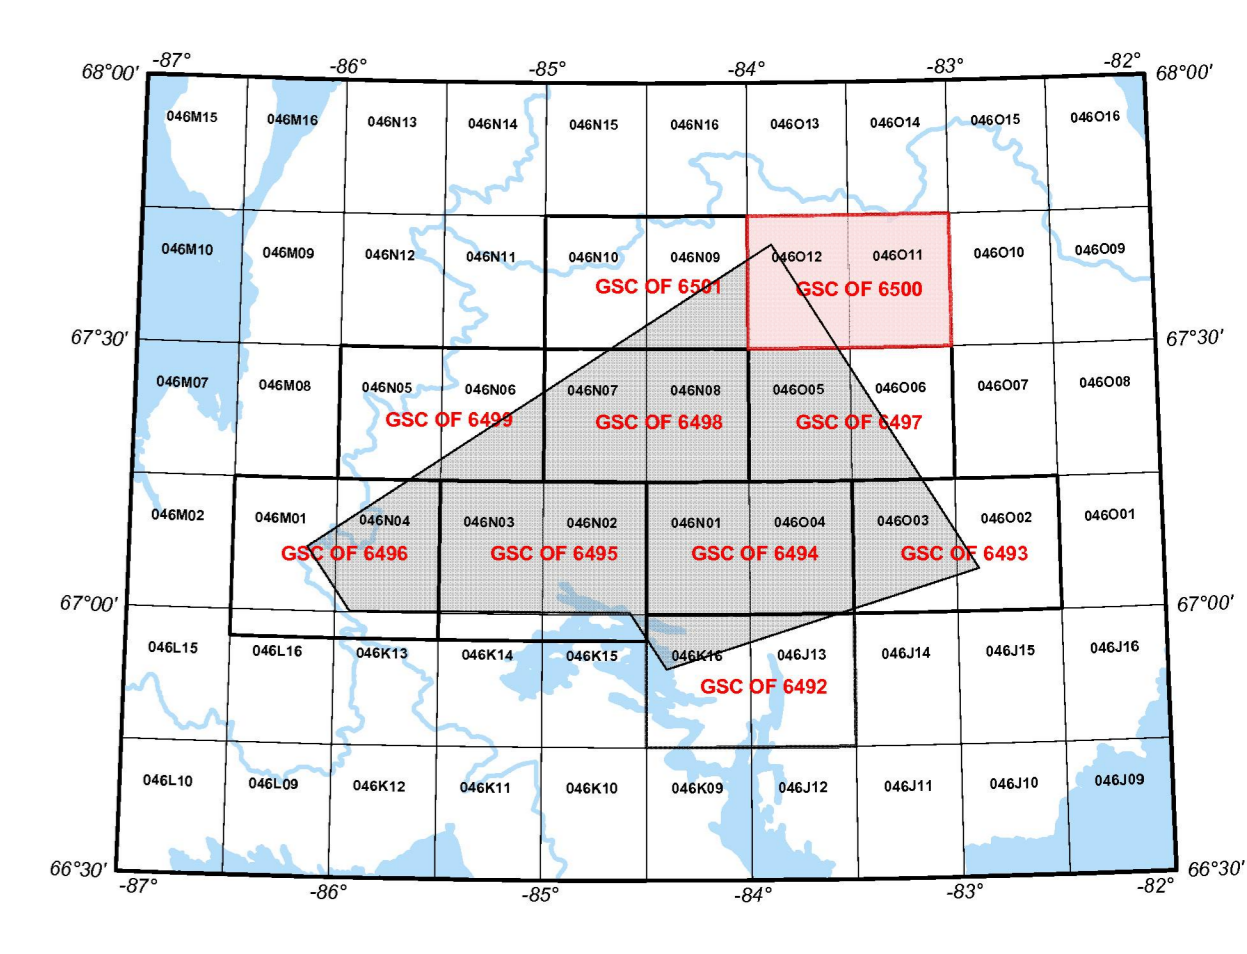 -87° -86° -85° -84° -83° -82°
68°00' 68°00'
046M15 046M16 046N13 046N14 046N15 046N16 046O13 046O14 046O15 046O16
046M10 046M09 046N12 046N11 046N10 046N09 046O12 046O11 046O10 046O09
GSC OF 6501 GSC OF 6500
67°30' 67°30'
046M07 046M08 046N05 046N06 046N07 046N08 046O05 046O06 046O07 046O08
GSC OF 6499 GSC OF 6498 GSC OF 6497
046M02 046M01 046N04 046N03 046N02 046N01 046O04 046O03 046O02 046O01
GSC OF 6496 GSC OF 6495 GSC OF 6494 GSC OF 6493
67°00' 67°00'
046L15 046L16 046K13 046K14 046K15 046K16 046J13 046J14 046J15 046J16
GSC OF 6492
046L10 046L09 046K12 046K11 046K10 046K09 046J12 046J11 046J10 046J09
66°30' 66°30'
-87° -86° -85° -84° -83° -82°